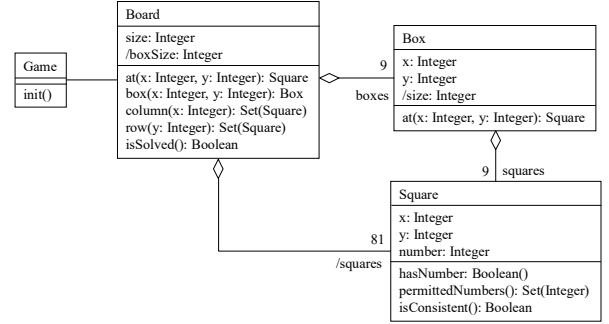 Game
init()
Board
size: Integer
/boxSize: Integer
at(x: Integer, y: Integer): Square
box(x: Integer, y: Integer): Box
column(x: Integer): Set(Square)
row(y: Integer): Set(Square)
isSolved(): Boolean
9
boxes
Box
x: Integer
y: Integer
/size: Integer
at(x: Integer, y: Integer): Square
9 squares
81
/squares
Square
x: Integer
y: Integer
number: Integer
hasNumber: Boolean()
permittedNumbers(): Set(Integer)
isConsistent(): Boolean